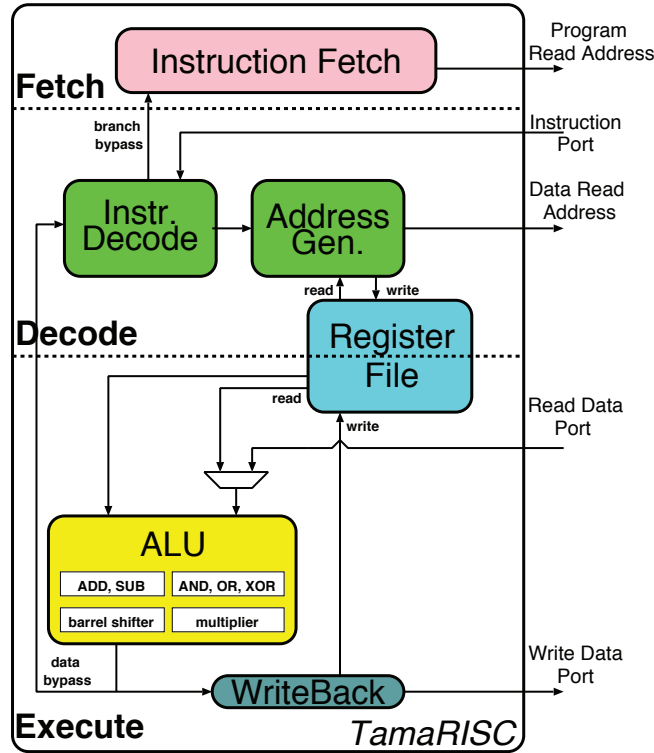 Program
Read Address
Instruction Fetch
Fetch
branch
bypass
Instruction
Port
Data Read
Address
Instr.
Decode
Address
Gen.
read
write
Decode
Register
File
read
write
Read Data
Port
ALU
ADD, SUB
AND, OR, XOR
barrel shifter
multiplier
data
bypass
WriteBack
Write Data
Port
Execute
TamaRISC